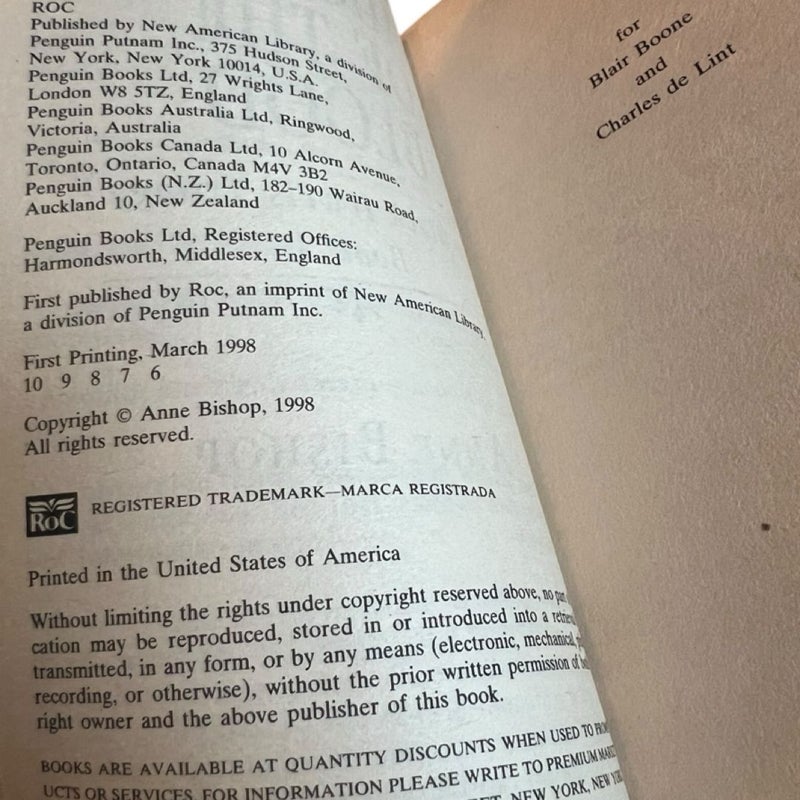 ROC
Published by New American Library, a division of
Penguin Putnam Inc., 375 Hudson Street,
New York, New York 10014, U.S.A.
Penguin Books Ltd, 27 Wrights Lane,
London W8 5TZ, England
Penguin Books Australia Ltd, Ringwood,
Victoria, Australia
Penguin Books Canada Ltd, 10 Alcorn Avenue,
Toronto, Ontario, Canada M4V 3B2
Penguin Books (N.Z.) Ltd, 182–190 Wairau Road,
Auckland 10, New Zealand
Penguin Books Ltd, Registered Offices:
Harmondsworth, Middlesex, England
First published by Roc, an imprint of New American Library,
a division of Penguin Putnam Inc.
First Printing, March 1998
10 9 8 7 6
Copyright © Anne Bishop, 1998
All rights reserved.
ROC REGISTERED TRADEMARK—MARCA REGISTRADA
Printed in the United States of America
Without limiting the rights under copyright reserved above, no
cation may be reproduced, stored in or introduced into a
transmitted, in any form, or by any means (electronic, mechanical,
recording, or otherwise), without the prior written permission of
right owner and the above publisher of this book.
BOOKS ARE AVAILABLE AT QUANTITY DISCOUNTS WHEN USED TO
UCTS OR SERVICES. FOR INFORMATION PLEASE WRITE TO PREMIUM
NEW YORK, NEW
for
Blair Boone
and
Charles de Lint